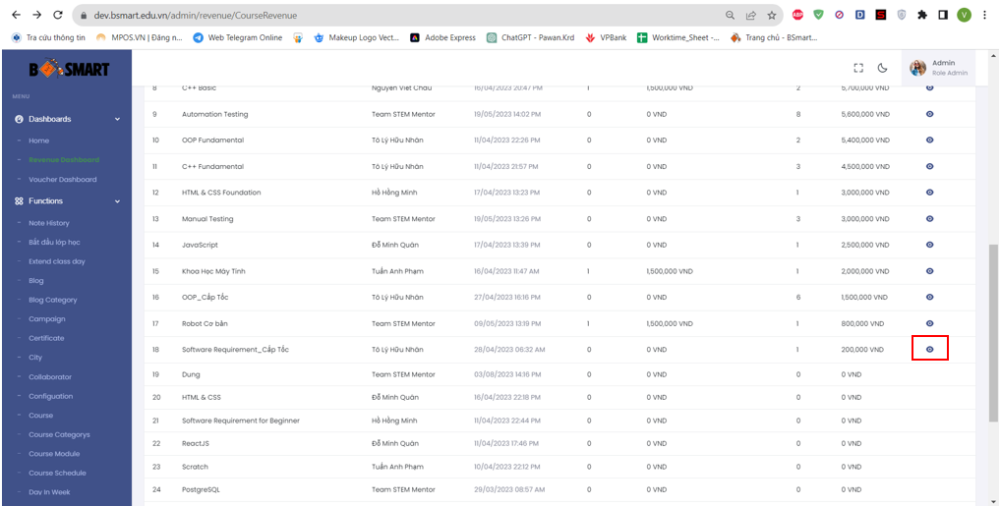 dev.bsmart.edu.vn/admin/revenue/CourseRevenue
Tra cứu thông tin MPOS.VN | Đăng n... Web Telegram Online Makeup Logo Vect... Adobe Express ChatGPT - Pawan.Krd VPBank Worktime_Sheet -... Trang chủ - BSmart...
B SMART
Admin
Role Admin
MENU
Dashboards
Home
Revenue Dashboard
Voucher Dashboard
Functions
Note History
Bắt đầu lớp học
Extend class day
Blog
Blog Category
Campaign
Certificate
City
Collaborator
Configuation
Course
Course Categorys
Course Module
Course Schedule
Day In Week
8 C++ Basic Nguyễn Viết Châu 16/04/2023 20:47 PM 1 1,500,000 VND 2 5,700,000 VND
9 Automation Testing Team STEM Mentor 19/05/2023 14:02 PM 0 0 VND 8 5,600,000 VND
10 OOP Fundamental Tô Lý Hữu Nhân 11/04/2023 22:26 PM 0 0 VND 2 5,400,000 VND
11 C++ Fundamental Tô Lý Hữu Nhân 11/04/2023 21:57 PM 0 0 VND 3 4,500,000 VND
12 HTML & CSS Foundation Hồ Hồng Minh 17/04/2023 13:23 PM 0 0 VND 1 3,000,000 VND
13 Manual Testing Team STEM Mentor 19/05/2023 13:26 PM 0 0 VND 3 3,000,000 VND
14 JavaScript Đỗ Minh Quân 17/04/2023 13:39 PM 0 0 VND 1 2,500,000 VND
15 Khoa Học Máy Tính Tuấn Anh Phạm 16/04/2023 11:47 AM 1 1,500,000 VND 1 2,000,000 VND
16 OOP_Cấp Tốc Tô Lý Hữu Nhân 27/04/2023 16:16 PM 0 0 VND 6 1,500,000 VND
17 Robot Cơ bản Team STEM Mentor 09/05/2023 13:19 PM 1 1,500,000 VND 1 800,000 VND
18 Software Requirement_Cấp Tốc Tô Lý Hữu Nhân 28/04/2023 06:32 AM 0 0 VND 1 200,000 VND
19 Dung Team STEM Mentor 03/08/2023 14:16 PM 0 0 VND 0 0 VND
20 HTML & CSS Đỗ Minh Quân 16/04/2023 22:18 PM 0 0 VND 0 0 VND
21 Software Requirement for Beginner Hồ Hồng Minh 11/04/2023 22:44 PM 0 0 VND 0 0 VND
22 ReactJS Đỗ Minh Quân 11/04/2023 17:46 PM 0 0 VND 0 0 VND
23 Scratch Tuấn Anh Phạm 10/04/2023 22:12 PM 0 0 VND 0 0 VND
24 PostgreSQL Team STEM Mentor 29/03/2023 08:57 AM 0 0 VND 0 0 VND